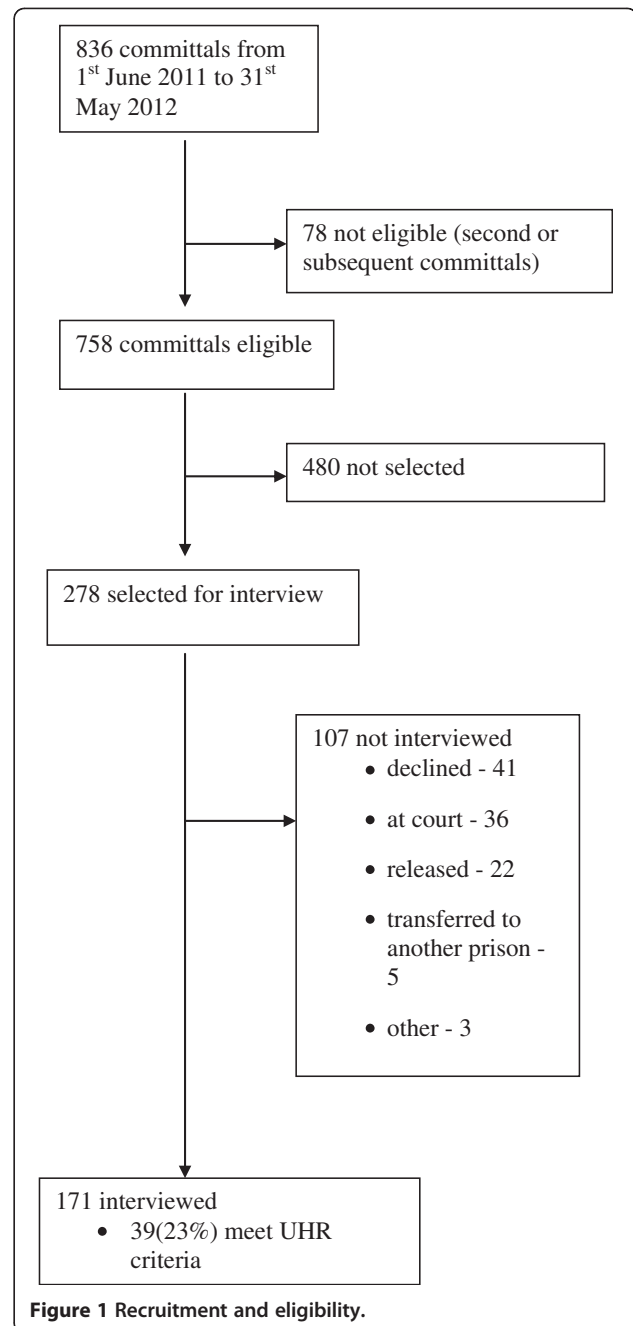 836 committals from
1st June 2011 to 31st
May 2012
78 not eligible (second or
subsequent committals)
758 committals eligible
480 not selected
278 selected for interview
107 not interviewed
• declined - 41
• at court - 36
• released - 22
• transferred to
another prison -
5
• other - 3
171 interviewed
• 39(23%) meet UHR
criteria
Figure 1 Recruitment and eligibility.